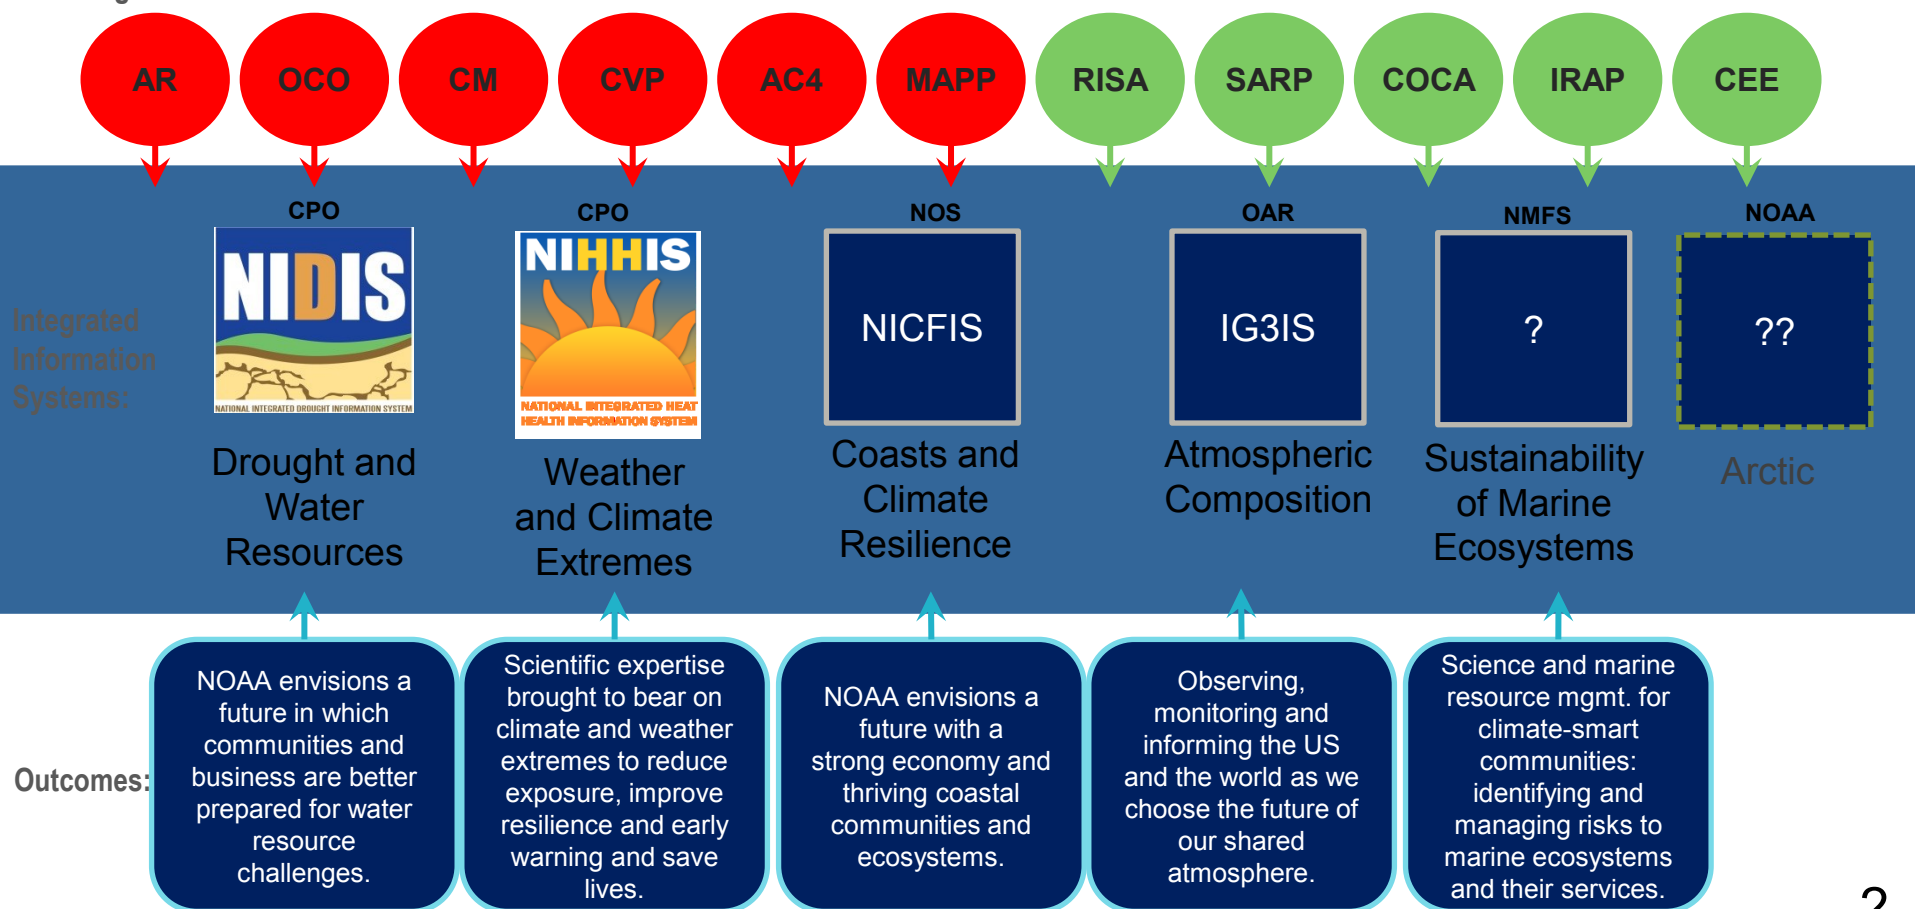 AR OCO CM CVP AC4 MAPP RISA SARP COCA IRAP CEE
Integrated
Information
Systems:
CPO
NIDIS
NATIONAL INTEGRATED DROUGHT INFORMATION SYSTEM
Drought and
Water
Resources
CPO
NIHHIS
NATIONAL INTEGRATED HEAT
HEALTH INFORMATION SYSTEM
Weather
and Climate
Extremes
NOS
NICFIS
Coasts and
Climate
Resilience
OAR
IG3IS
Atmospheric
Composition
NMFS
?
Sustainability
of Marine
Ecosystems
NOAA
??
Arctic
Outcomes:
NOAA envisions a
future in which
communities and
business are better
prepared for water
resource
challenges.
Scientific expertise
brought to bear on
climate and weather
extremes to reduce
exposure, improve
resilience and early
warning and save
lives.
NOAA envisions a
future with a
strong economy and
thriving coastal
communities and
ecosystems.
Observing,
monitoring and
informing the US
and the world as we
choose the future of
our shared
atmosphere.
Science and marine
resource mgmt. for
climate-smart
communities:
identifying and
managing risks to
marine ecosystems
and their services.
2